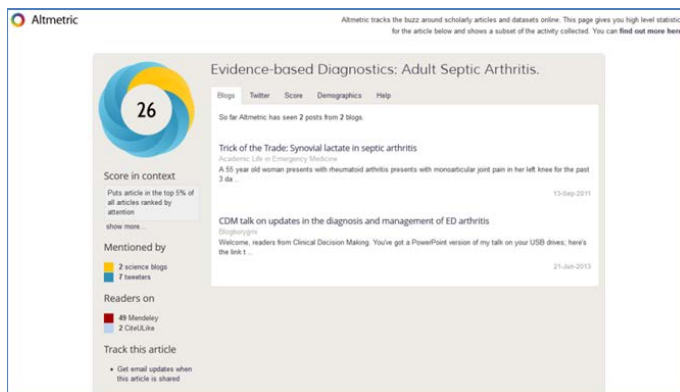 Altmetric
Altmetric tracks the buzz around scholarly articles and datasets online. This page gives you high level statistic
for the article below and shows a subset of the activity collected. You can find out more here
26
Evidence-based Diagnostics: Adult Septic Arthritis.
Blogs Twitter Score Demographics Help
So far Altmetric has seen 2 posts from 2 blogs.
Trick of the Trade: Synovial lactate in septic arthritis
Academic Life in Emergency Medicine
A 55 year old woman presents with rheumatoid arthritis presents with monoarticular joint pain in her left knee for the past
3 da ...
13-Sep-2011
CDM talk on updates in the diagnosis and management of ED arthritis
Blogborygmi
Welcome, readers from Clinical Decision Making. You've got a PowerPoint version of my talk on your USB drives; here's
the link t ...
21-Jun-2013
Score in context
Puts article in the top 5% of
all articles ranked by
attention
show more...
Mentioned by
2 science blogs
7 tweeters
Readers on
49 Mendeley
2 CiteULike
Track this article
Get email updates when
this article is shared